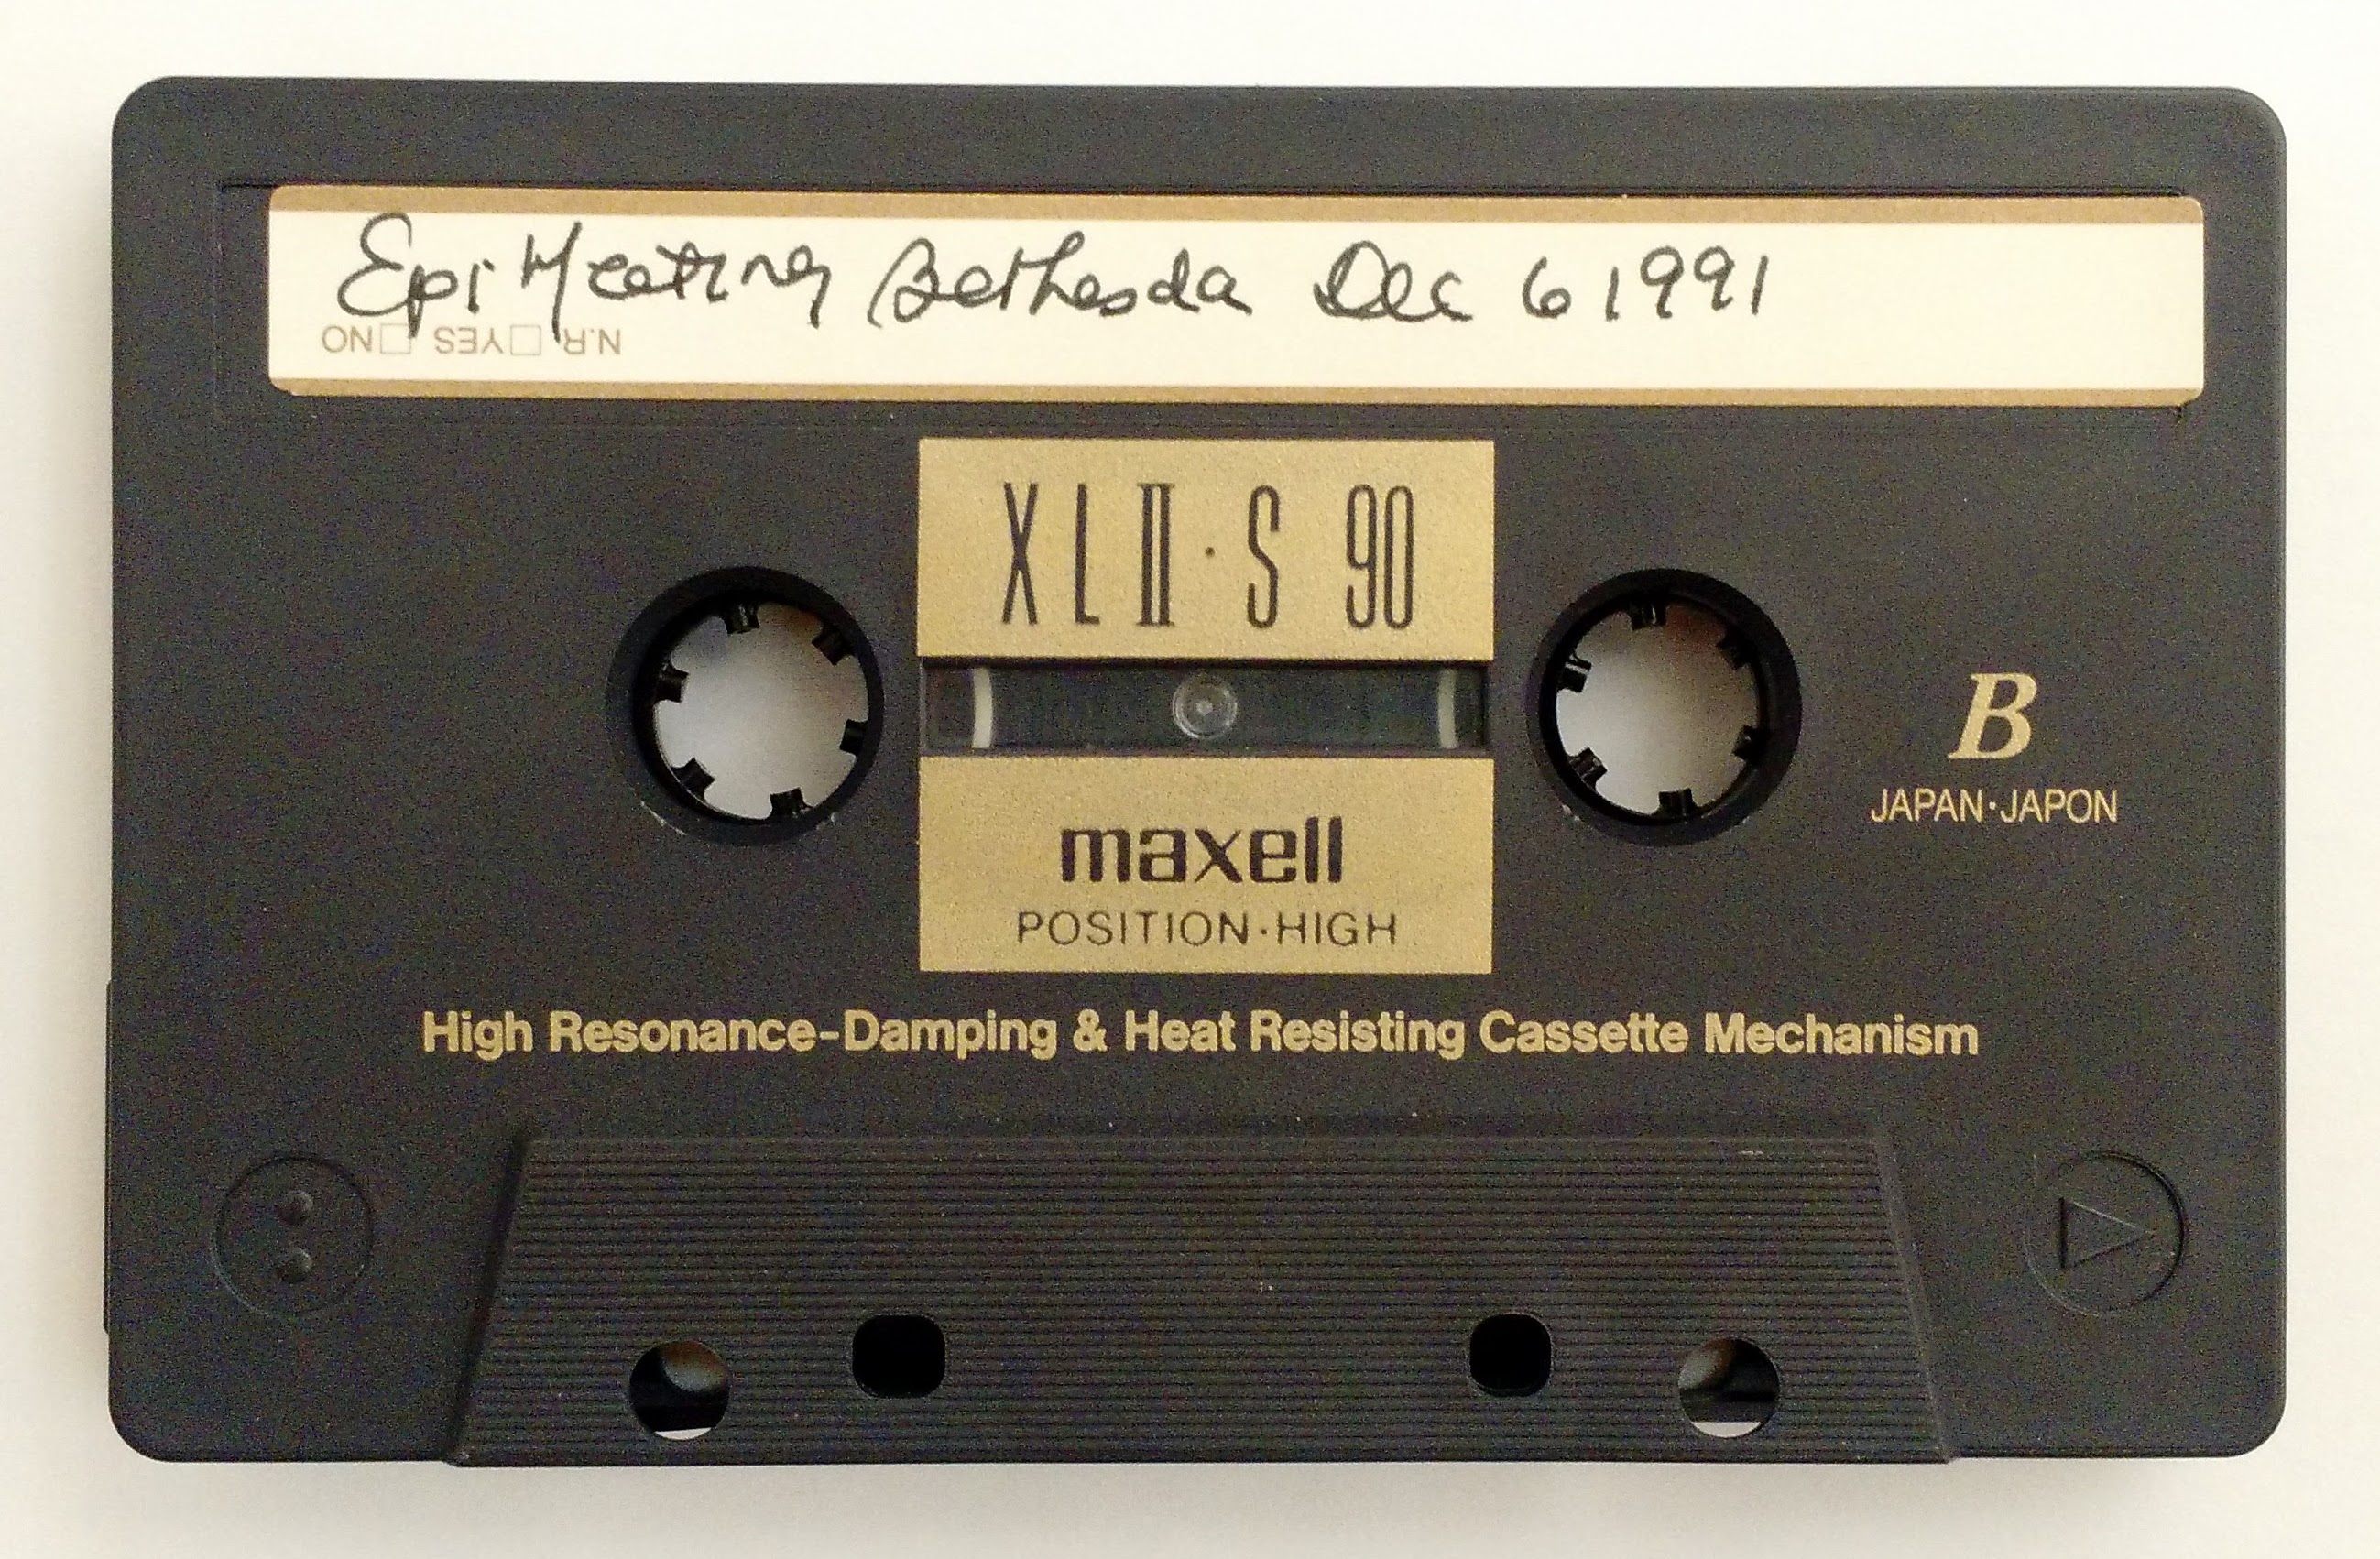 Epi Meeting Bethesda Dec 6 1991
N.R. □YES □NO
XLII·S 90
maxell
POSITION·HIGH
B
JAPAN·JAPON
High Resonance-Damping & Heat Resisting Cassette Mechanism